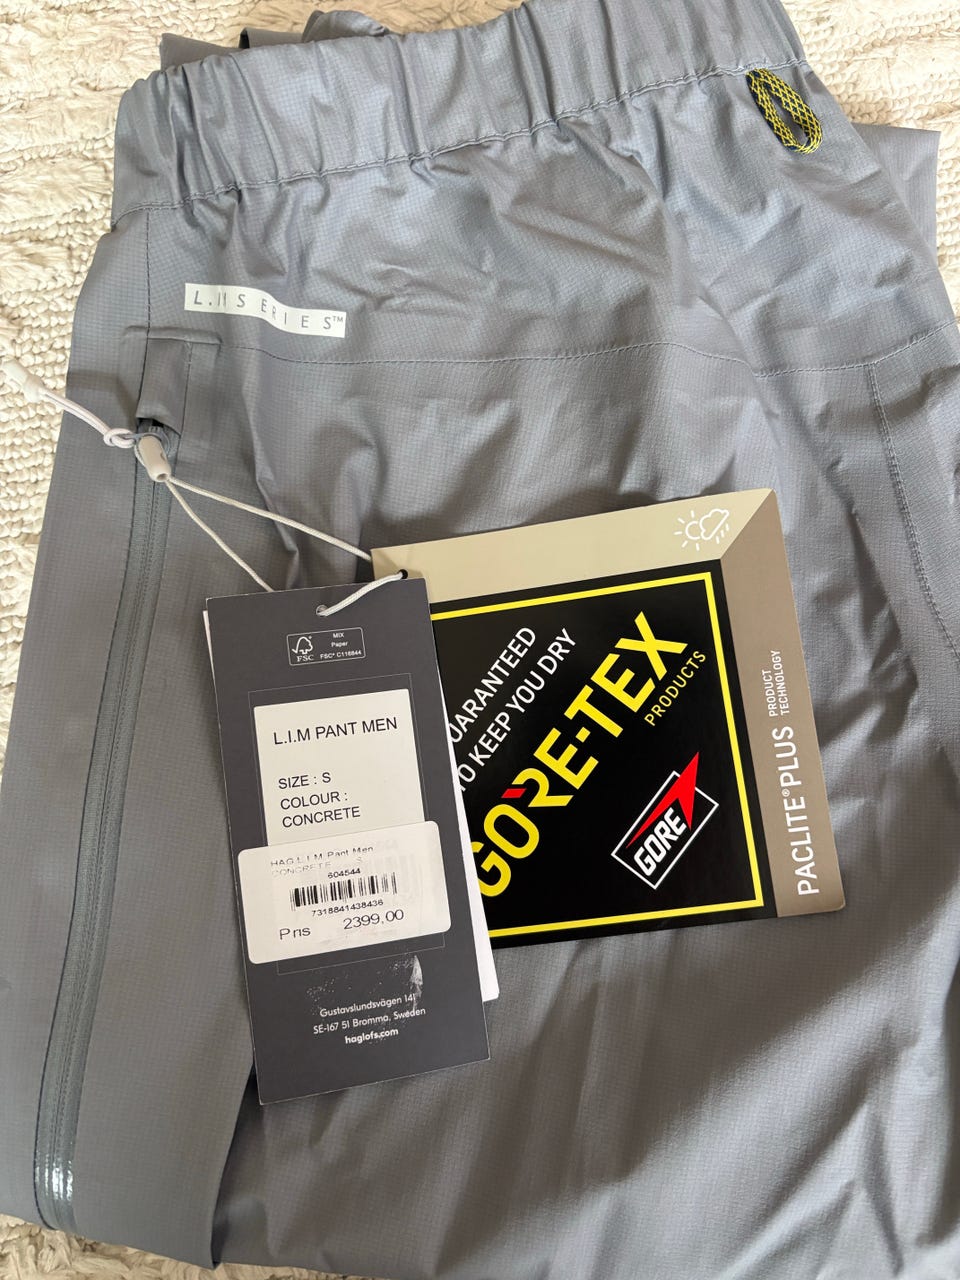 L.I.M SERIES™
GUARANTEED
TO KEEP YOU DRY
GORE-TEX
PRODUCTS
GORE
PACLITE® PLUS
PRODUCT
TECHNOLOGY
FSC
MIX
Paper
FSC® C116844
L.I.M PANT MEN
SIZE : S
COLOUR :
CONCRETE
HAG L.I.M Pant Men
CONCRETE S
604544
7318841438436
Pris 2399,00
Gustavslundsvägen 141
SE-167 51 Bromma, Sweden
haglofs.com